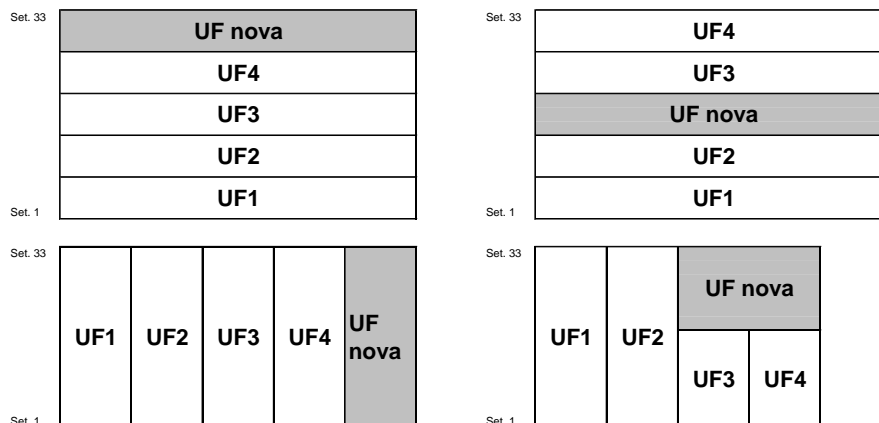 Set. 33
UF nova
UF4
UF3
UF2
UF1
Set. 1
Set. 33
UF4
UF3
UF nova
UF2
UF1
Set. 1
Set. 33
UF1 UF2 UF3 UF4 UF
nova
Set. 1
Set. 33
UF nova
UF1 UF2
UF3 UF4
Set. 1